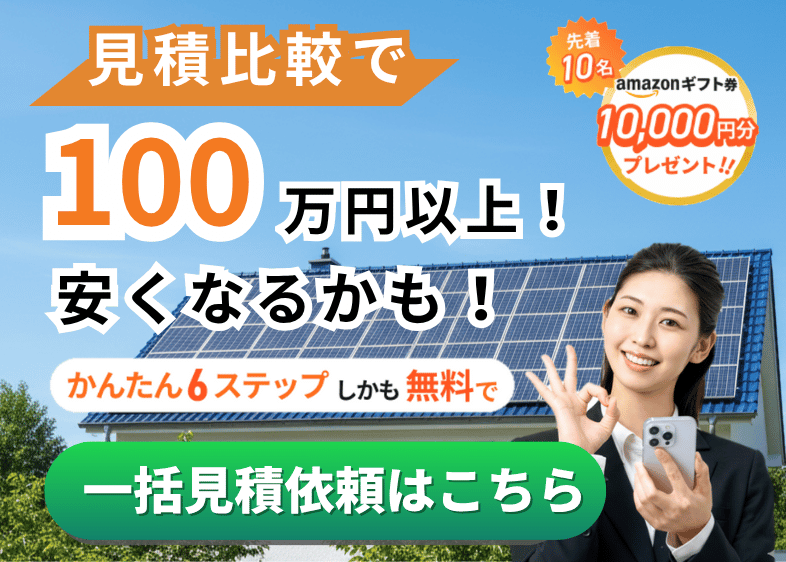 見積比較で
先着
10名
amazonギフト券
10,000円分
プレゼント!!
100万円以上！
安くなるかも！
かんたん6ステップ しかも 無料で
一括見積依頼はこちら